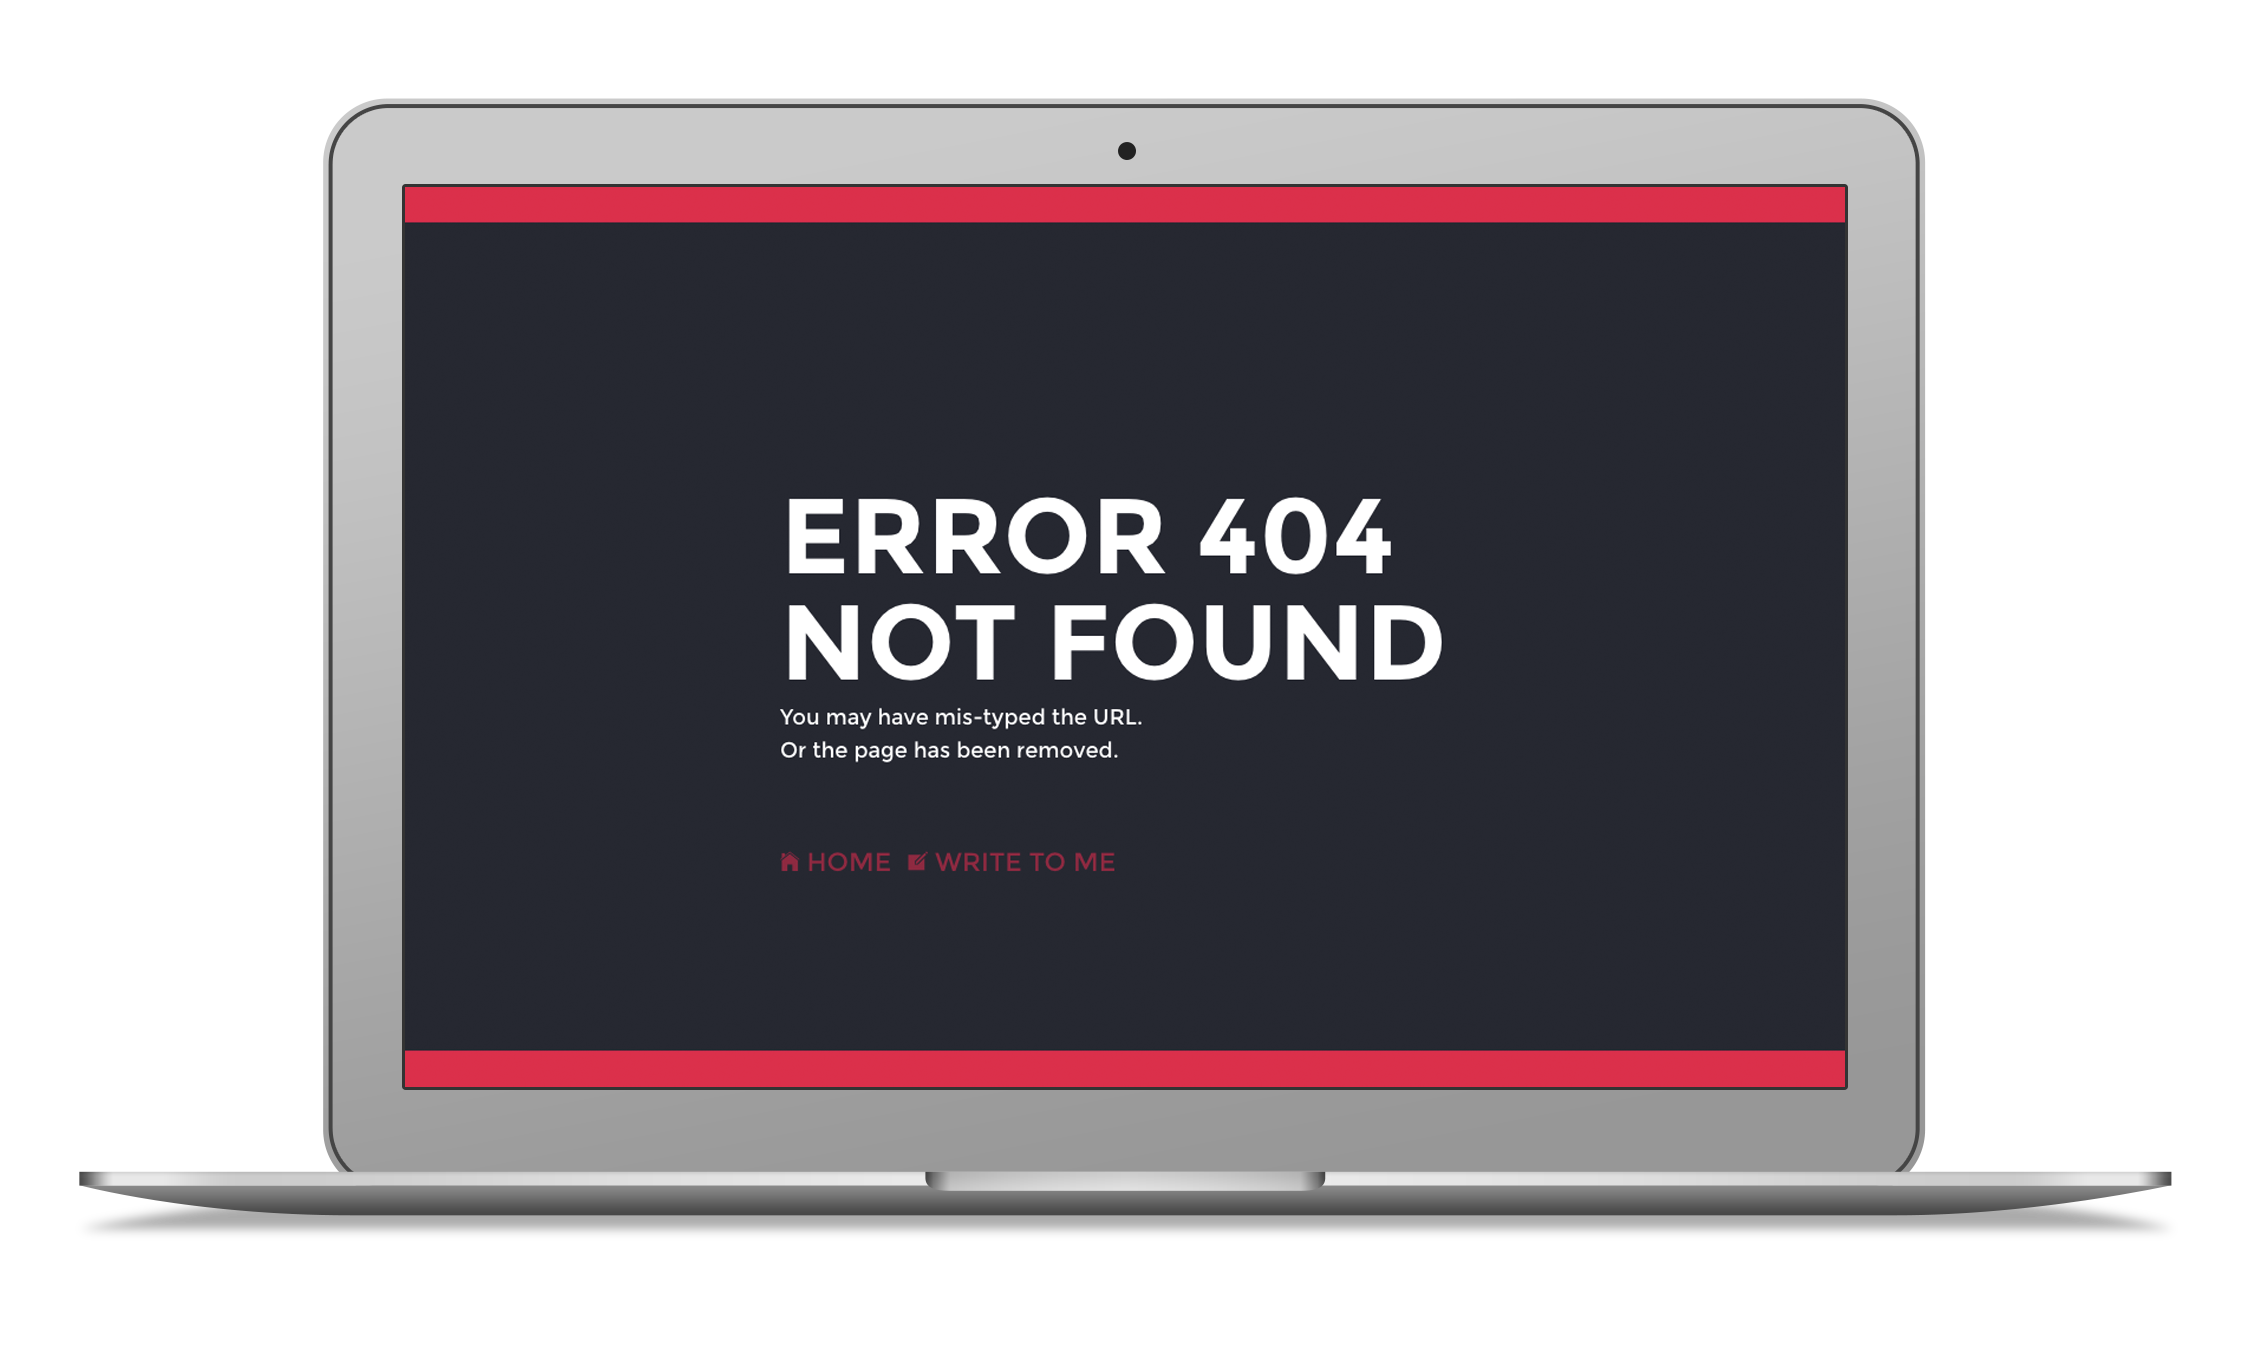 ERROR 404
NOT FOUND
You may have mis-typed the URL.
Or the page has been removed.
HOME WRITE TO ME